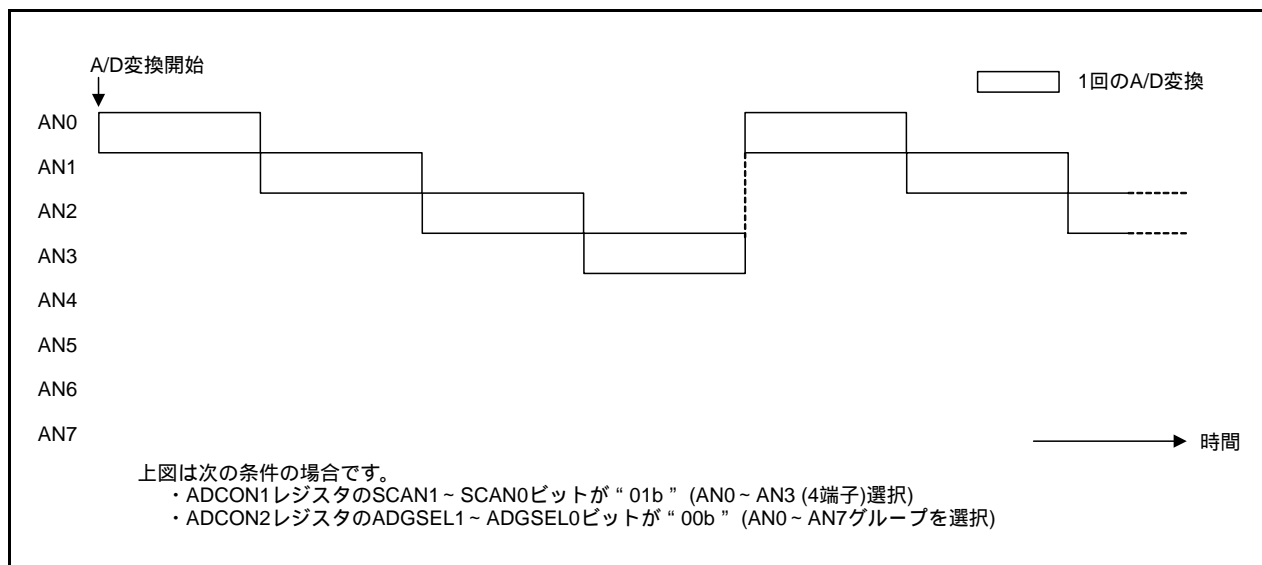 A/D変換開始
1回のA/D変換
AN0
AN1
AN2
AN3
AN4
AN5
AN6
AN7
時間
上図は次の条件の場合です。
・ADCON1レジスタのSCAN1~SCAN0ビットが“01b” (AN0~AN3 (4端子)選択)
・ADCON2レジスタのADGSEL1~ADGSEL0ビットが“00b” (AN0~AN7グループを選択)